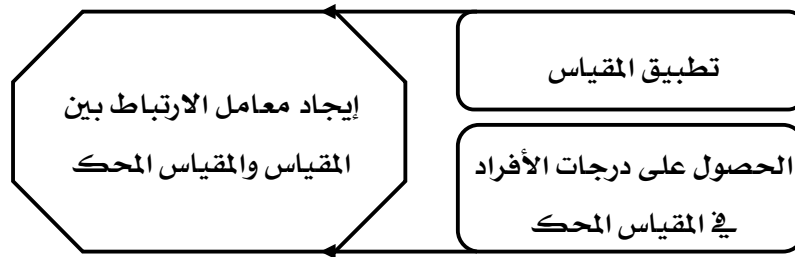 تطبيق المقياس
الحصول على درجات الأفراد
في المقياس المحك
إيجاد معامل الارتباط بين
المقياس والمقياس المحك